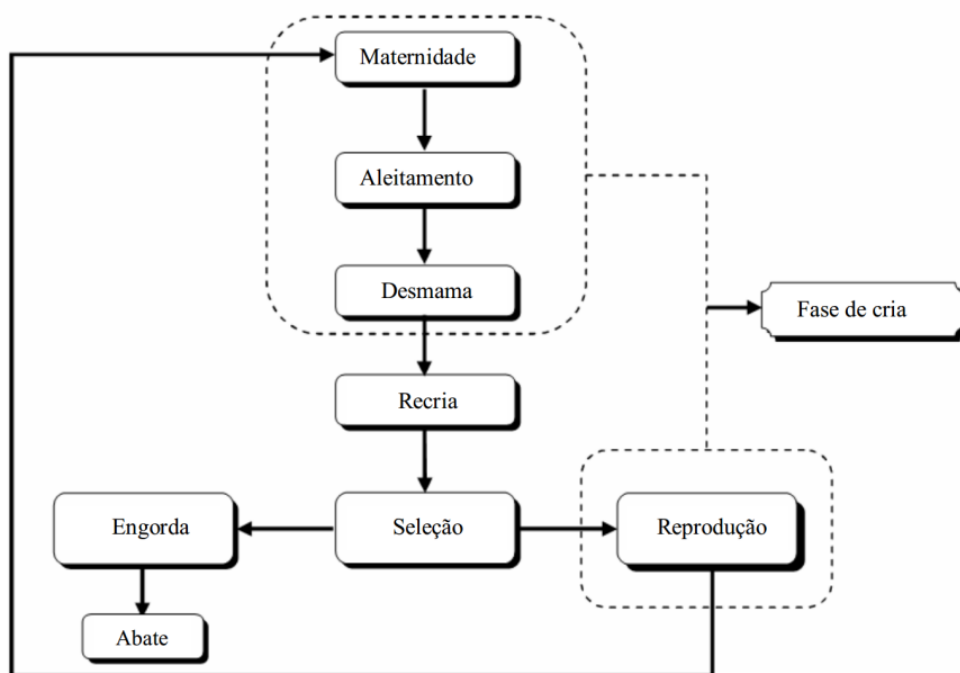 Maternidade
Aleitamento
Desmama
Fase de cria
Recria
Engorda
Seleção
Reprodução
Abate